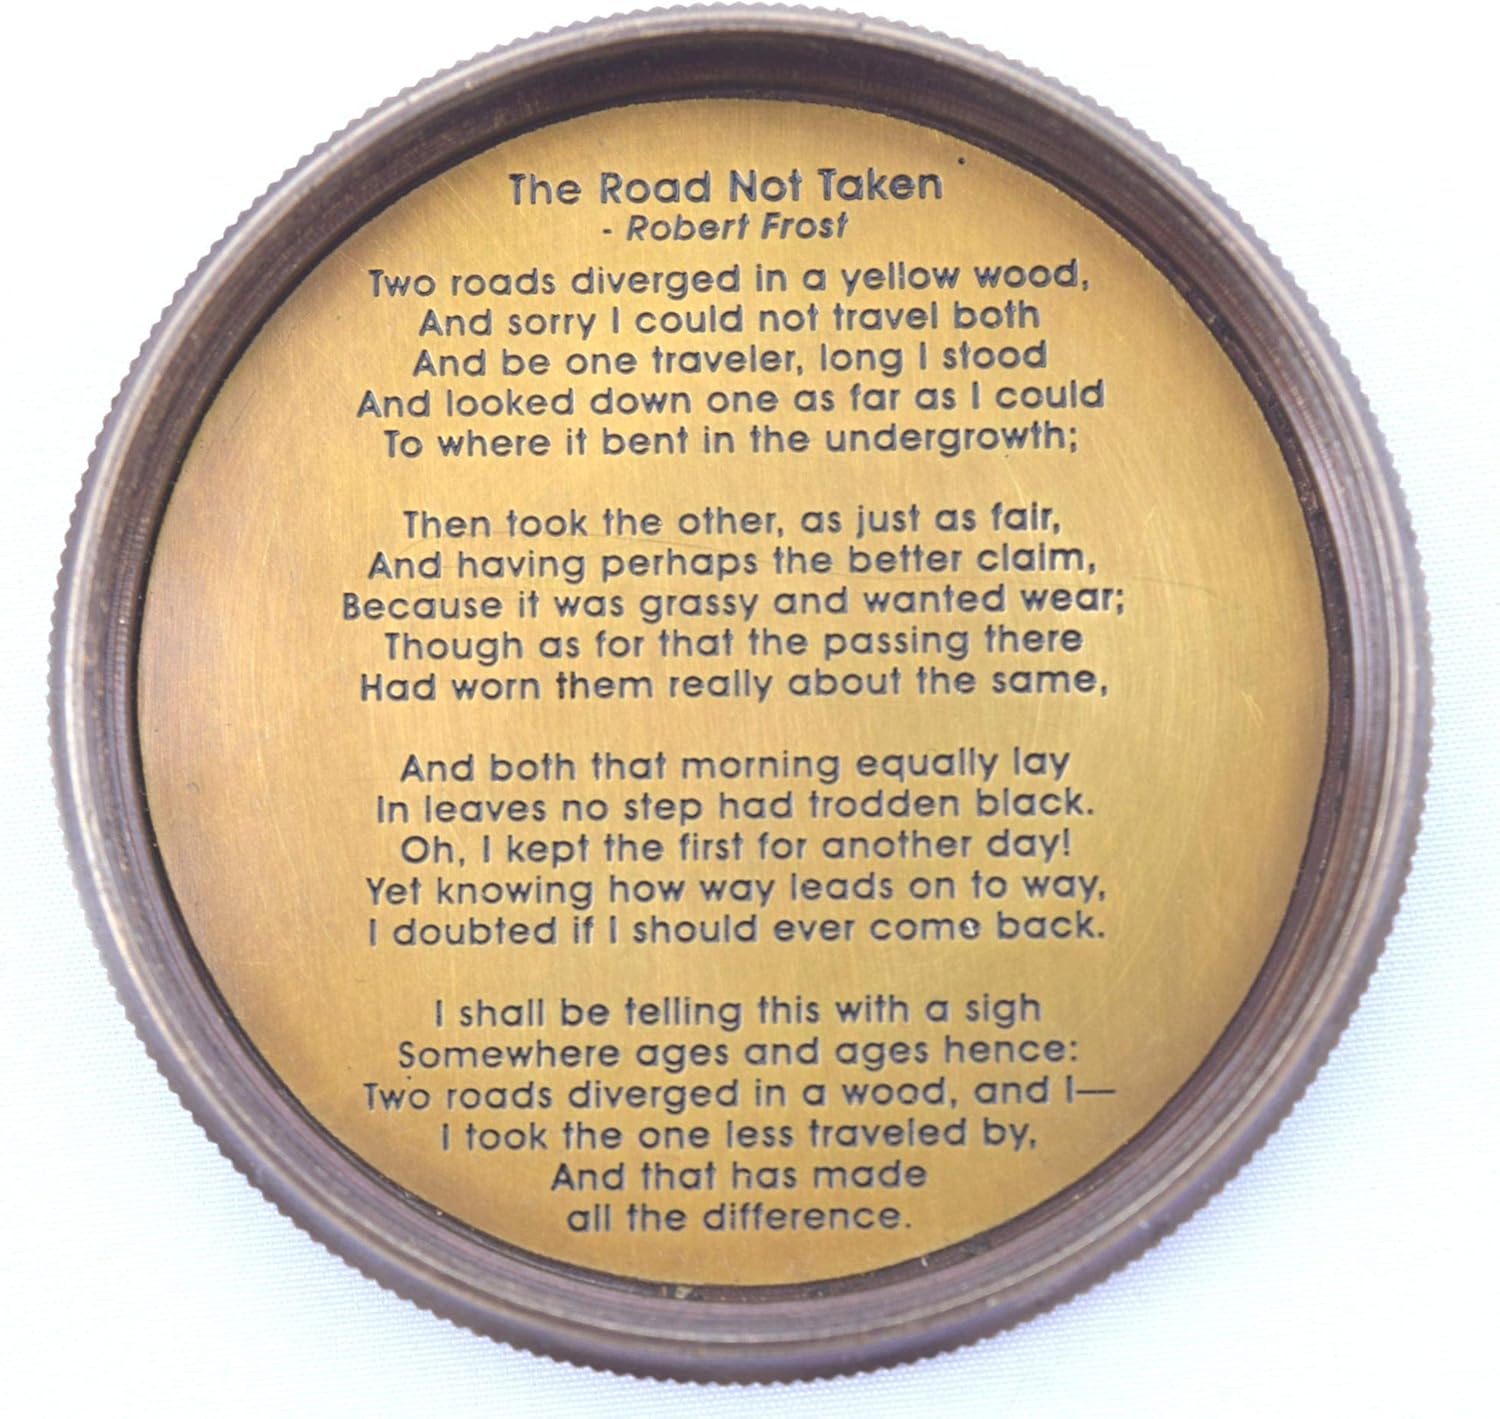 The Road Not Taken
- Robert Frost
Two roads diverged in a yellow wood,
And sorry I could not travel both
And be one traveler, long I stood
And looked down one as far as I could
To where it bent in the undergrowth;
Then took the other, as just as fair,
And having perhaps the better claim,
Because it was grassy and wanted wear;
Though as for that the passing there
Had worn them really about the same,
And both that morning equally lay
In leaves no step had trodden black.
Oh, I kept the first for another day!
Yet knowing how way leads on to way,
I doubted if I should ever come back.
I shall be telling this with a sigh
Somewhere ages and ages hence:
Two roads diverged in a wood, and I—
I took the one less traveled by,
And that has made
all the difference.